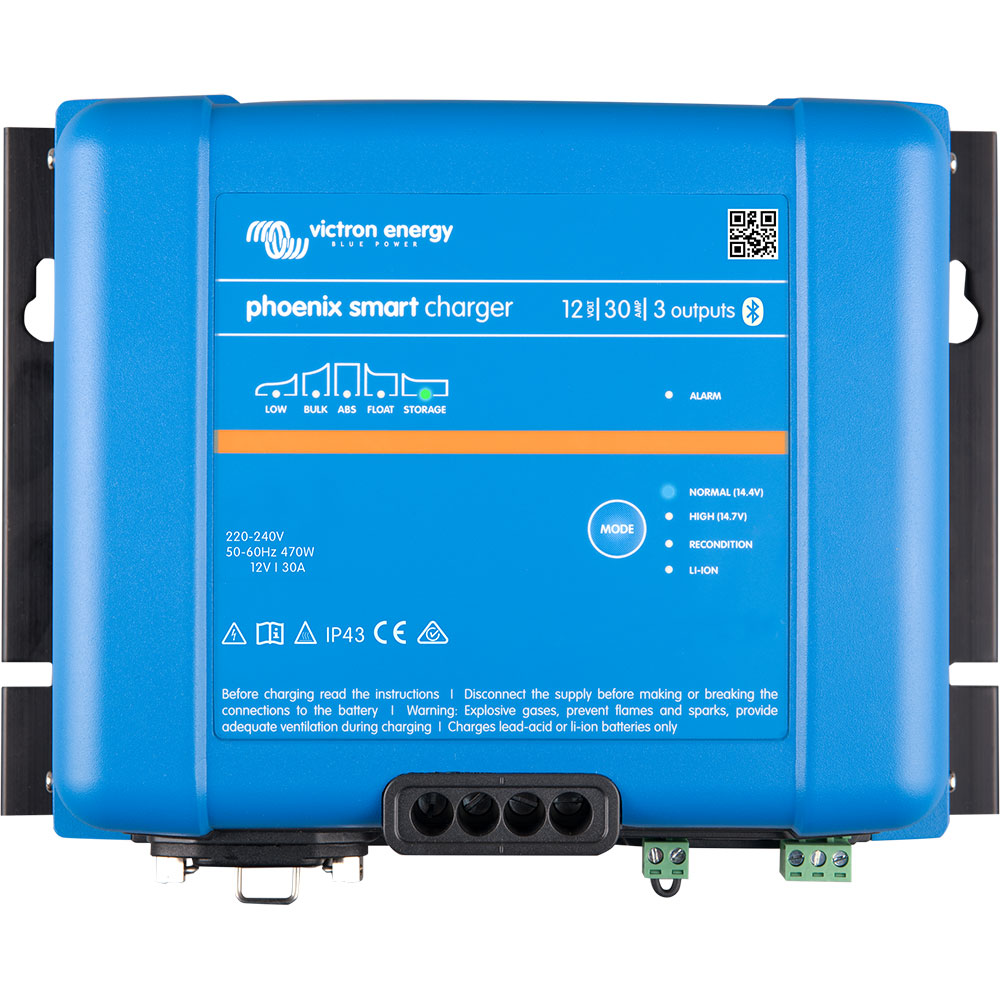 victron energy
BLUE POWER
phoenix smart charger 12 VOLT | 30 AMP | 3 outputs
LOW BULK ABS FLOAT STORAGE
ALARM
NORMAL (14.4V)
HIGH (14.7V)
MODE
RECONDITION
LI-ION
220-240V
50-60Hz 470W
12V | 30A
IP43 CE
Before charging read the instructions | Disconnect the supply before making or breaking the
connections to the battery | Warning: Explosive gases, prevent flames and sparks, provide
adequate ventilation during charging | Charges lead-acid or li-ion batteries only